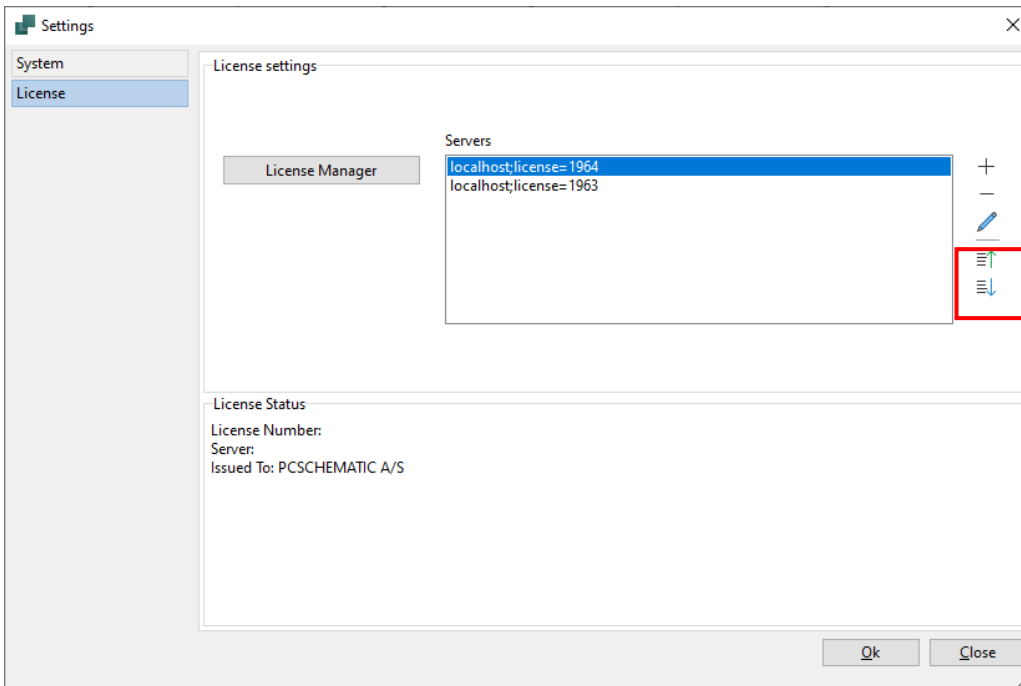 Settings
System
License
License settings
Servers
License Manager
localhost;license=1964
localhost;license=1963
License Status
License Number:
Server:
Issued To: PCSCHEMATIC A/S
Ok
Close